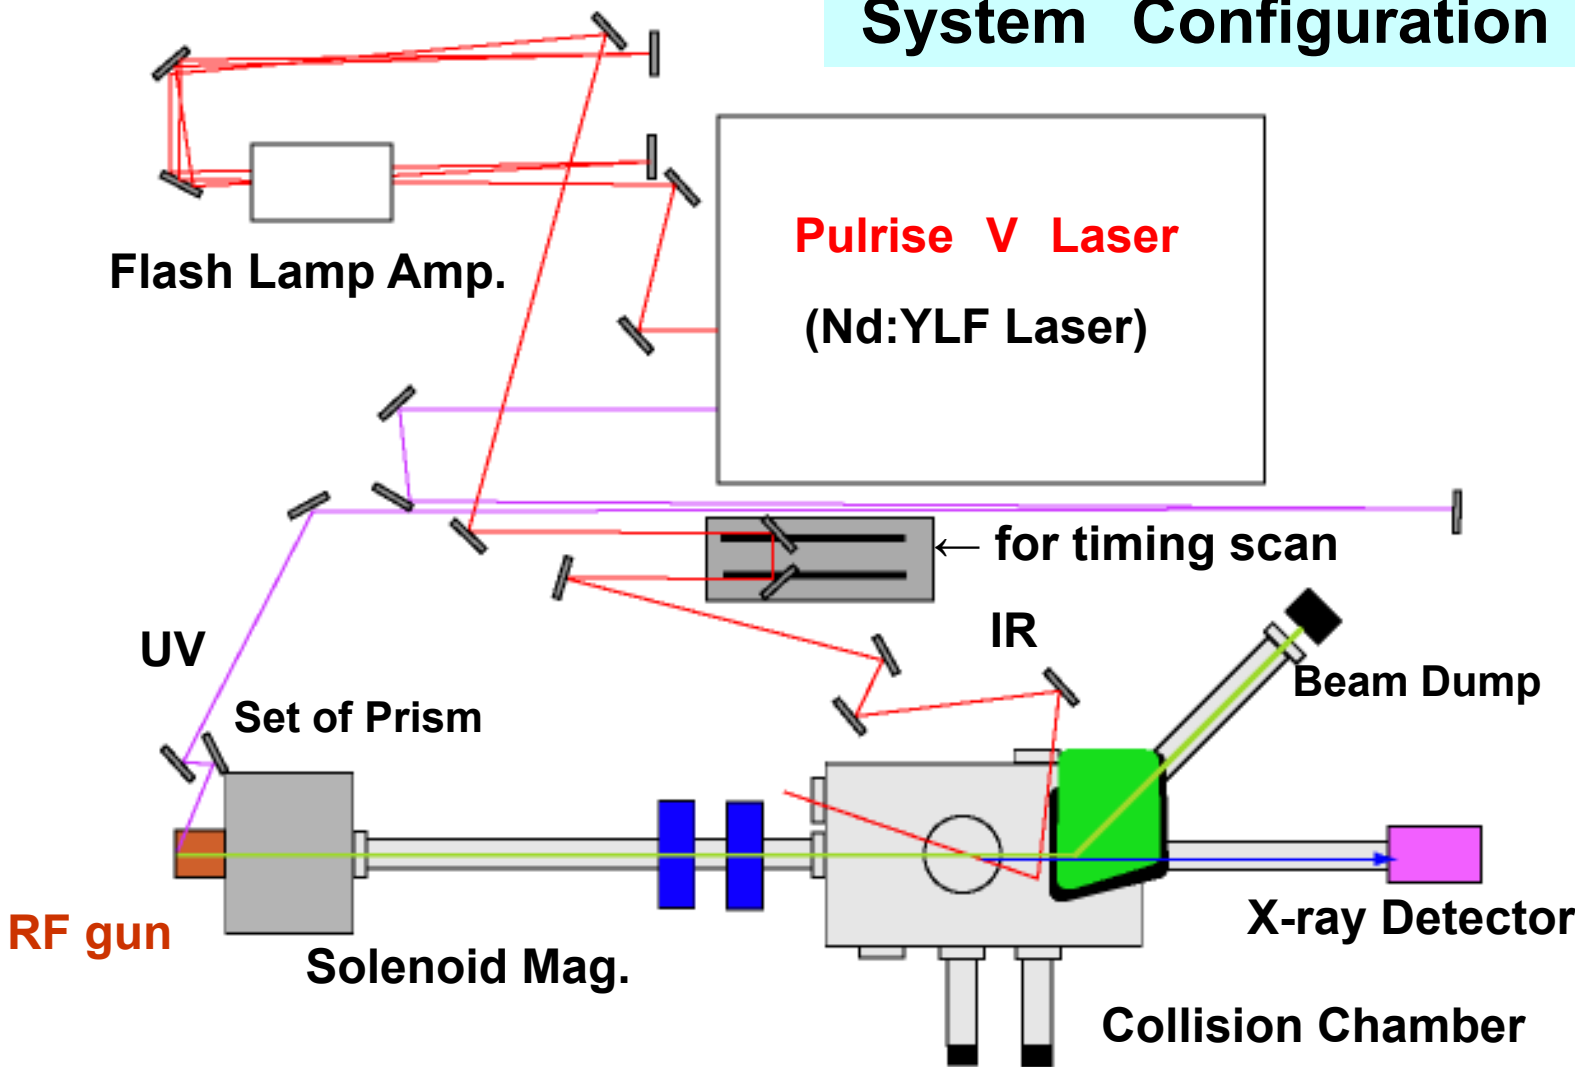 System Configuration
Pulrise V Laser
(Nd:YLF Laser)
Flash Lamp Amp.
← for timing scan
UV
IR
Beam Dump
Set of Prism
RF gun
Solenoid Mag.
X-ray Detector
Collision Chamber